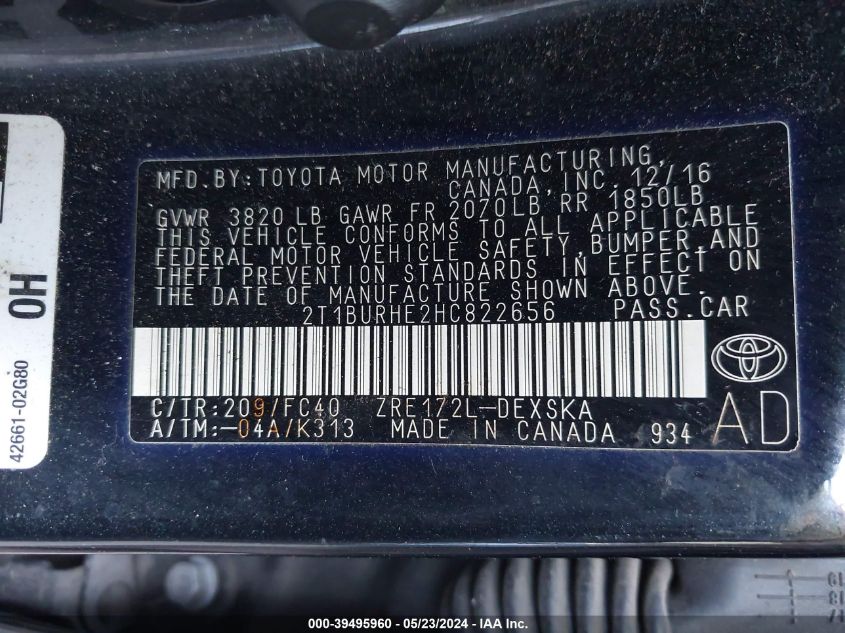 MFD.BY:TOYOTA MOTOR MANUFACTURING,
CANADA, INC. 12/16
GVWR 3820 LB GAWR FR 2070LB RR 1850LB
THIS VEHICLE CONFORMS TO ALL APPLICABLE
FEDERAL MOTOR VEHICLE SAFETY, BUMPER, AND
THEFT PREVENTION STANDARDS IN EFFECT ON
THE DATE OF MANUFACTURE SHOWN ABOVE.
2T1BURHE2HC822656 PASS.CAR
C/TR:209/FC40 ZRE172L-DEXSKA
A/TM:-04A/K313 MADE IN CANADA 934
AD
0H
42661-02G80
000-39495960 - 05/23/2024 - IAA Inc.